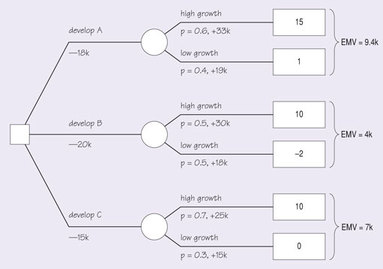 high growth
15
p = 0.6, +33k
develop A
EMV = 9.4k
—18k
low growth
1
p = 0.4, +19k
high growth
10
p = 0.5, +30k
develop B
EMV = 4k
—20k
low growth
–2
p = 0.5, +18k
high growth
10
p = 0.7, +25k
develop C
EMV = 7k
—15k
low growth
0
p = 0.3, +15k